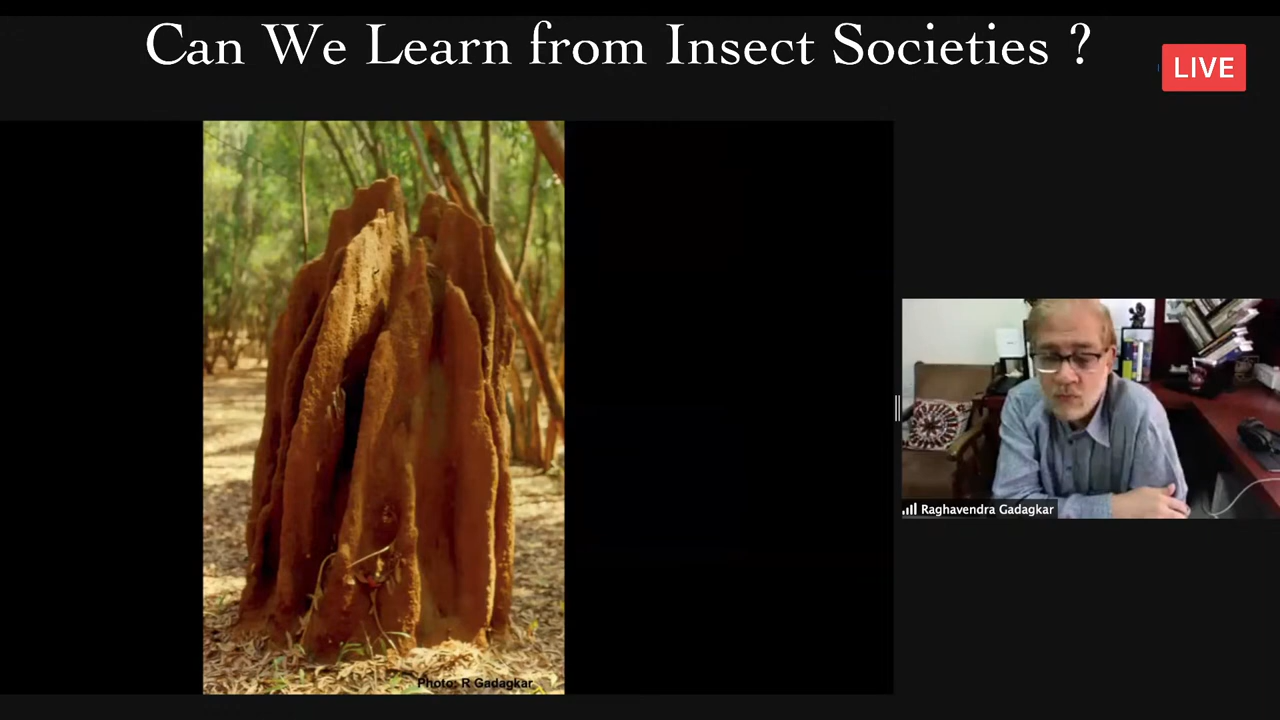 Can We Learn from Insect Societies ?
LIVE
Raghavendra Gadagkar
Photo: R Gadagkar